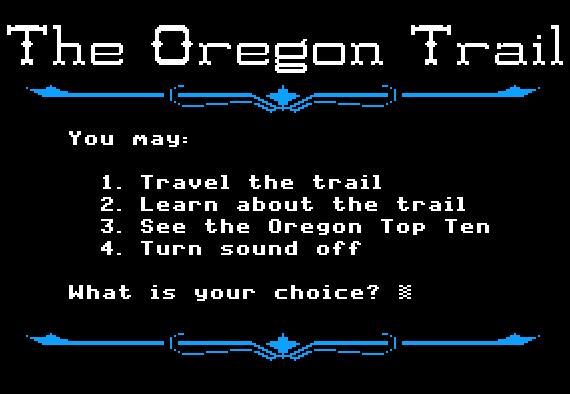 The Oregon Trail
You may:
1. Travel the trail
2. Learn about the trail
3. See the Oregon Top Ten
4. Turn sound off
What is your choice?